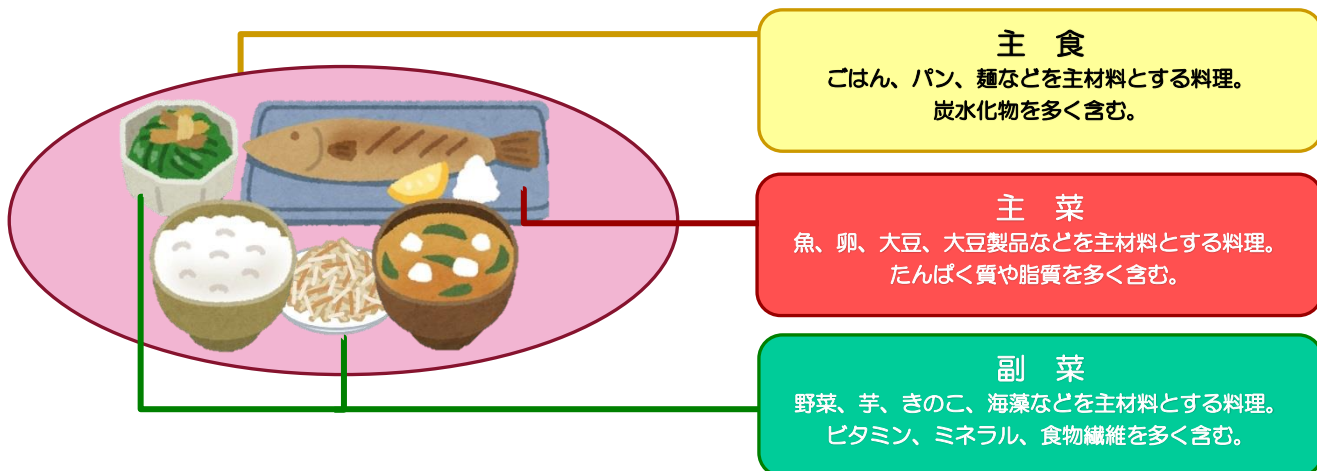 主　食
ごはん、パン、麺などを主材料とする料理。
炭水化物を多く含む。
主　菜
魚、卵、大豆、大豆製品などを主材料とする料理。
たんぱく質や脂質を多く含む。
副　菜
野菜、芋、きのこ、海藻などを主材料とする料理。
ビタミン、ミネラル、食物繊維を多く含む。